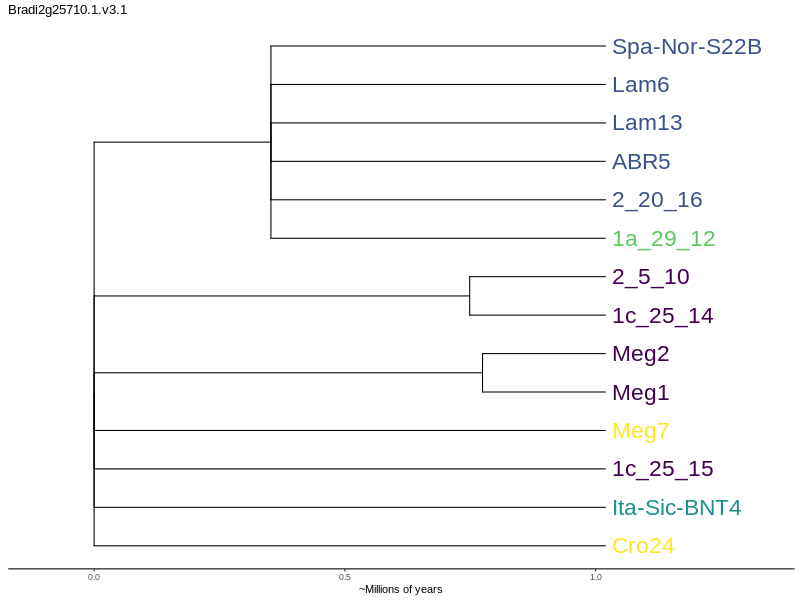 Bradi2g25710.1.v3.1
Spa-Nor-S22B
Lam6
Lam13
ABR5
2_20_16
1a_29_12
2_5_10
1c_25_14
Meg2
Meg1
Meg7
1c_25_15
Ita-Sic-BNT4
Cro24
0.0 0.5 1.0
~Millions of years